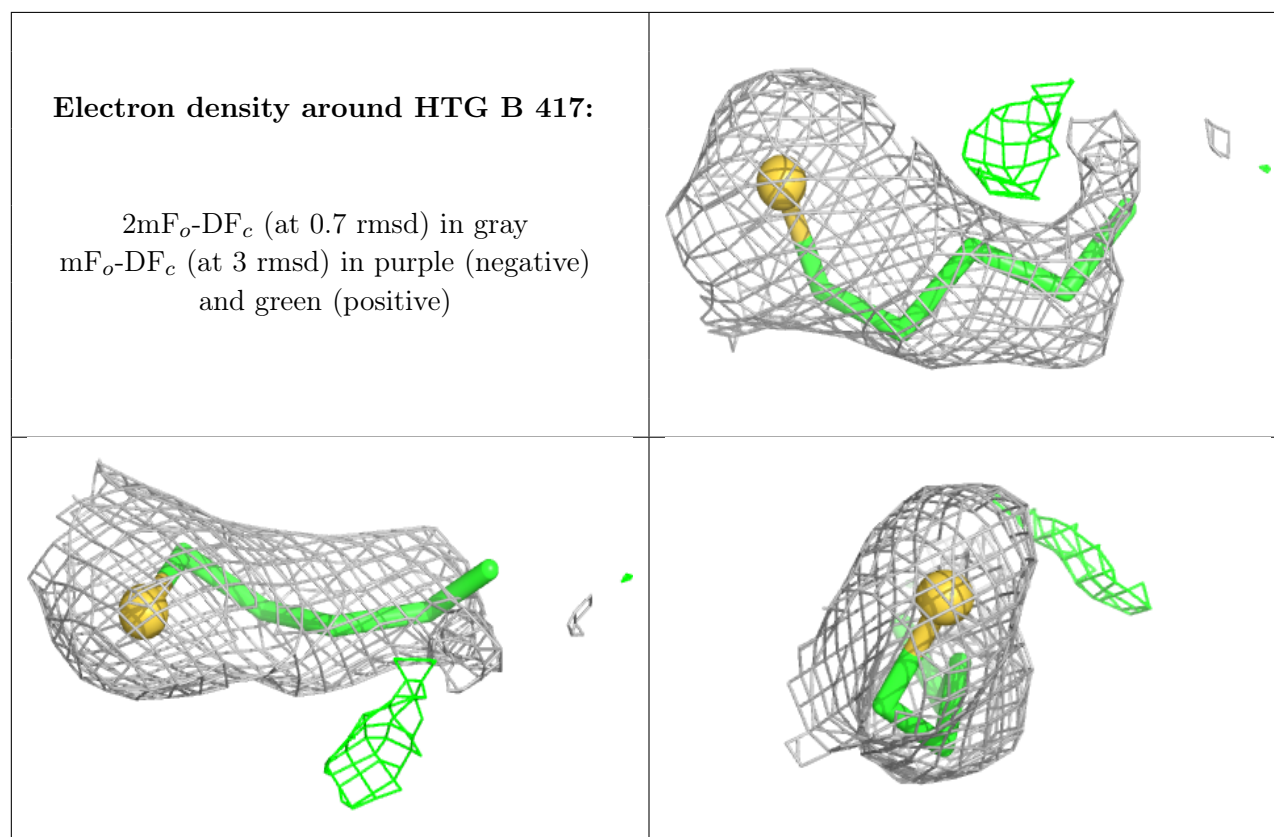 Electron density around HTG B 417:
2mFo-DFc (at 0.7 rmsd) in gray
mFo-DFc (at 3 rmsd) in purple (negative)
and green (positive)